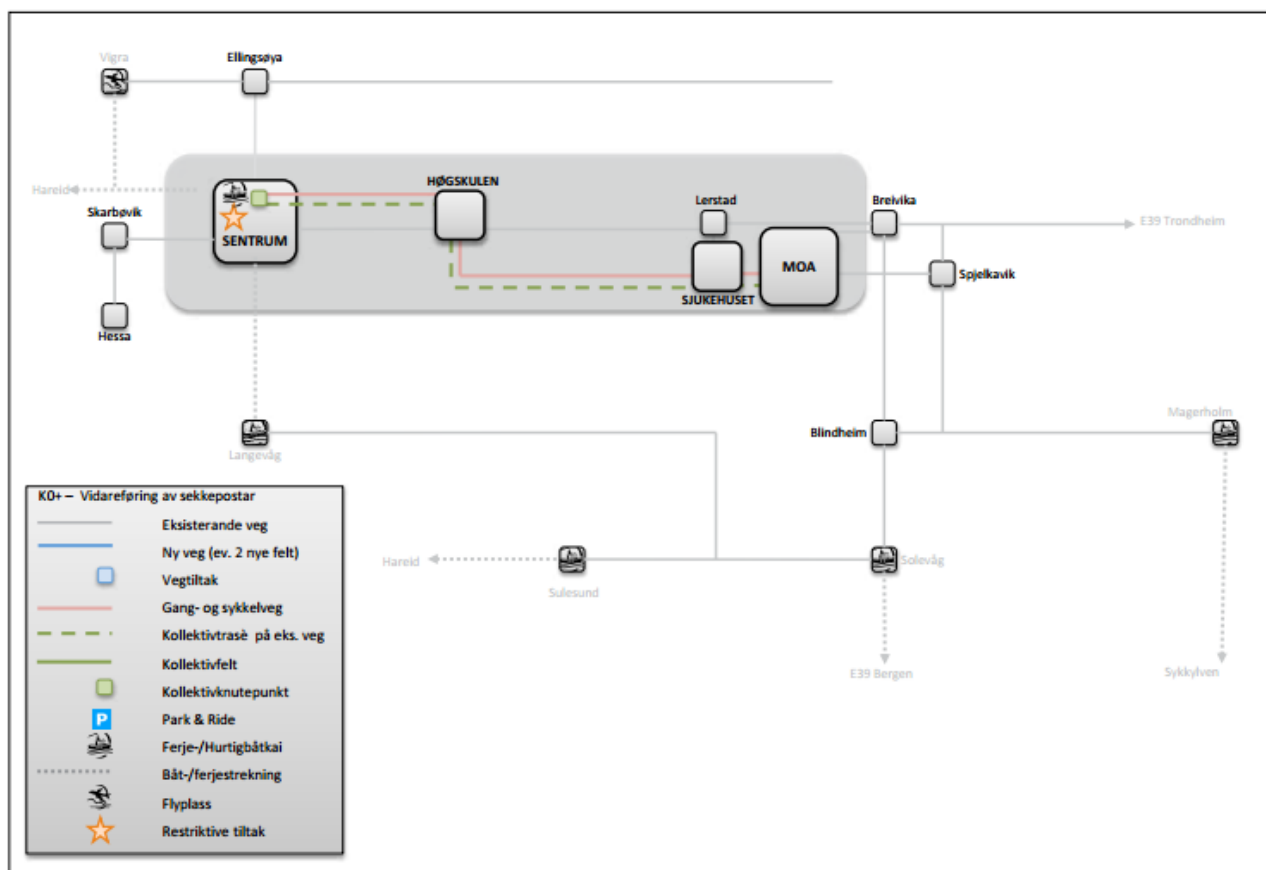 Vigra
Ellingsøya
HØGSKULEN
Hareid
Skarbøvik
Lerstad
Breivika
E39 Trondheim
SENTRUM
MOA
Spjelkavik
SJUKEHUSET
Hessa
Magerholm
Blindheim
Langevåg
K0+ – Vidareføring av sekkepostar
Eksisterande veg
Ny veg (ev. 2 nye felt)
Vegtiltak
Gang- og sykkelveg
Kollektivtrasè på eks. veg
Kollektivfelt
Kollektivknutepunkt
P Park & Ride
Ferje-/Hurtigbåtkai
Båt-/ferjestrekning
Flyplass
Restriktive tiltak
Hareid
Sulesund
Solevåg
E39 Bergen
Sykkylven